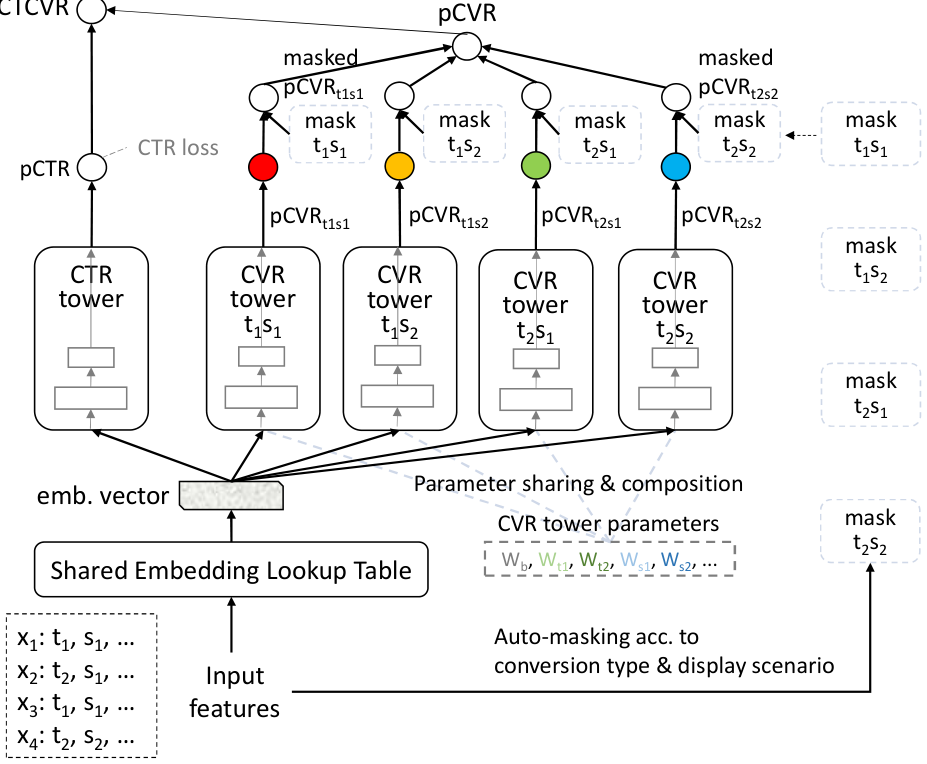 CTCVR
pCVR
masked
pCVRt1s1
masked
pCVRt2s2
mask
t1s1
mask
t1s2
mask
t2s1
mask
t2s2
mask
t1s1
pCTR
CTR loss
pCVRt1s1
pCVRt1s2
pCVRt2s1
pCVRt2s2
mask
t1s2
CTR
tower
CVR
tower
t1s1
CVR
tower
t1s2
CVR
tower
t2s1
CVR
tower
t2s2
mask
t2s1
emb. vector
Parameter sharing & composition
CVR tower parameters
Wb, Wt1, Wt2, Ws1, Ws2, ...
mask
t2s2
Shared Embedding Lookup Table
x1: t1, s1, ...
x2: t2, s1, ...
x3: t1, s1, ...
x4: t2, s2, ...
Input
features
Auto-masking acc. to
conversion type & display scenario